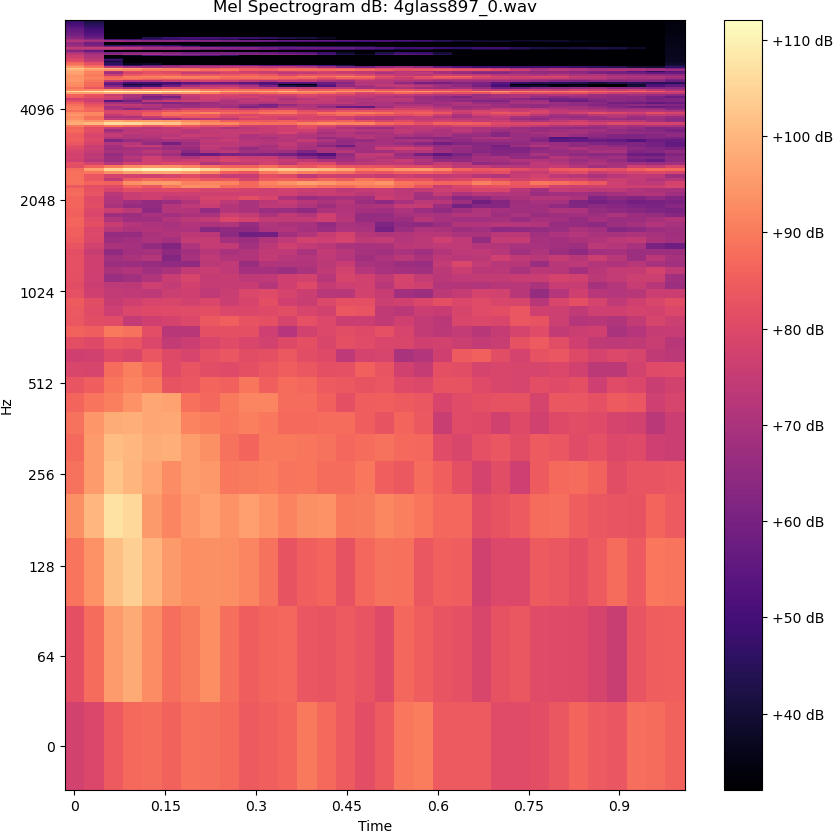 Mel Spectrogram dB: 4glass897_0.wav
+110 dB
4096
+100 dB
2048
+90 dB
1024
+80 dB
512
Hz
+70 dB
256
+60 dB
128
+50 dB
64
+40 dB
0
0 0.15 0.3 0.45 0.6 0.75 0.9
Time